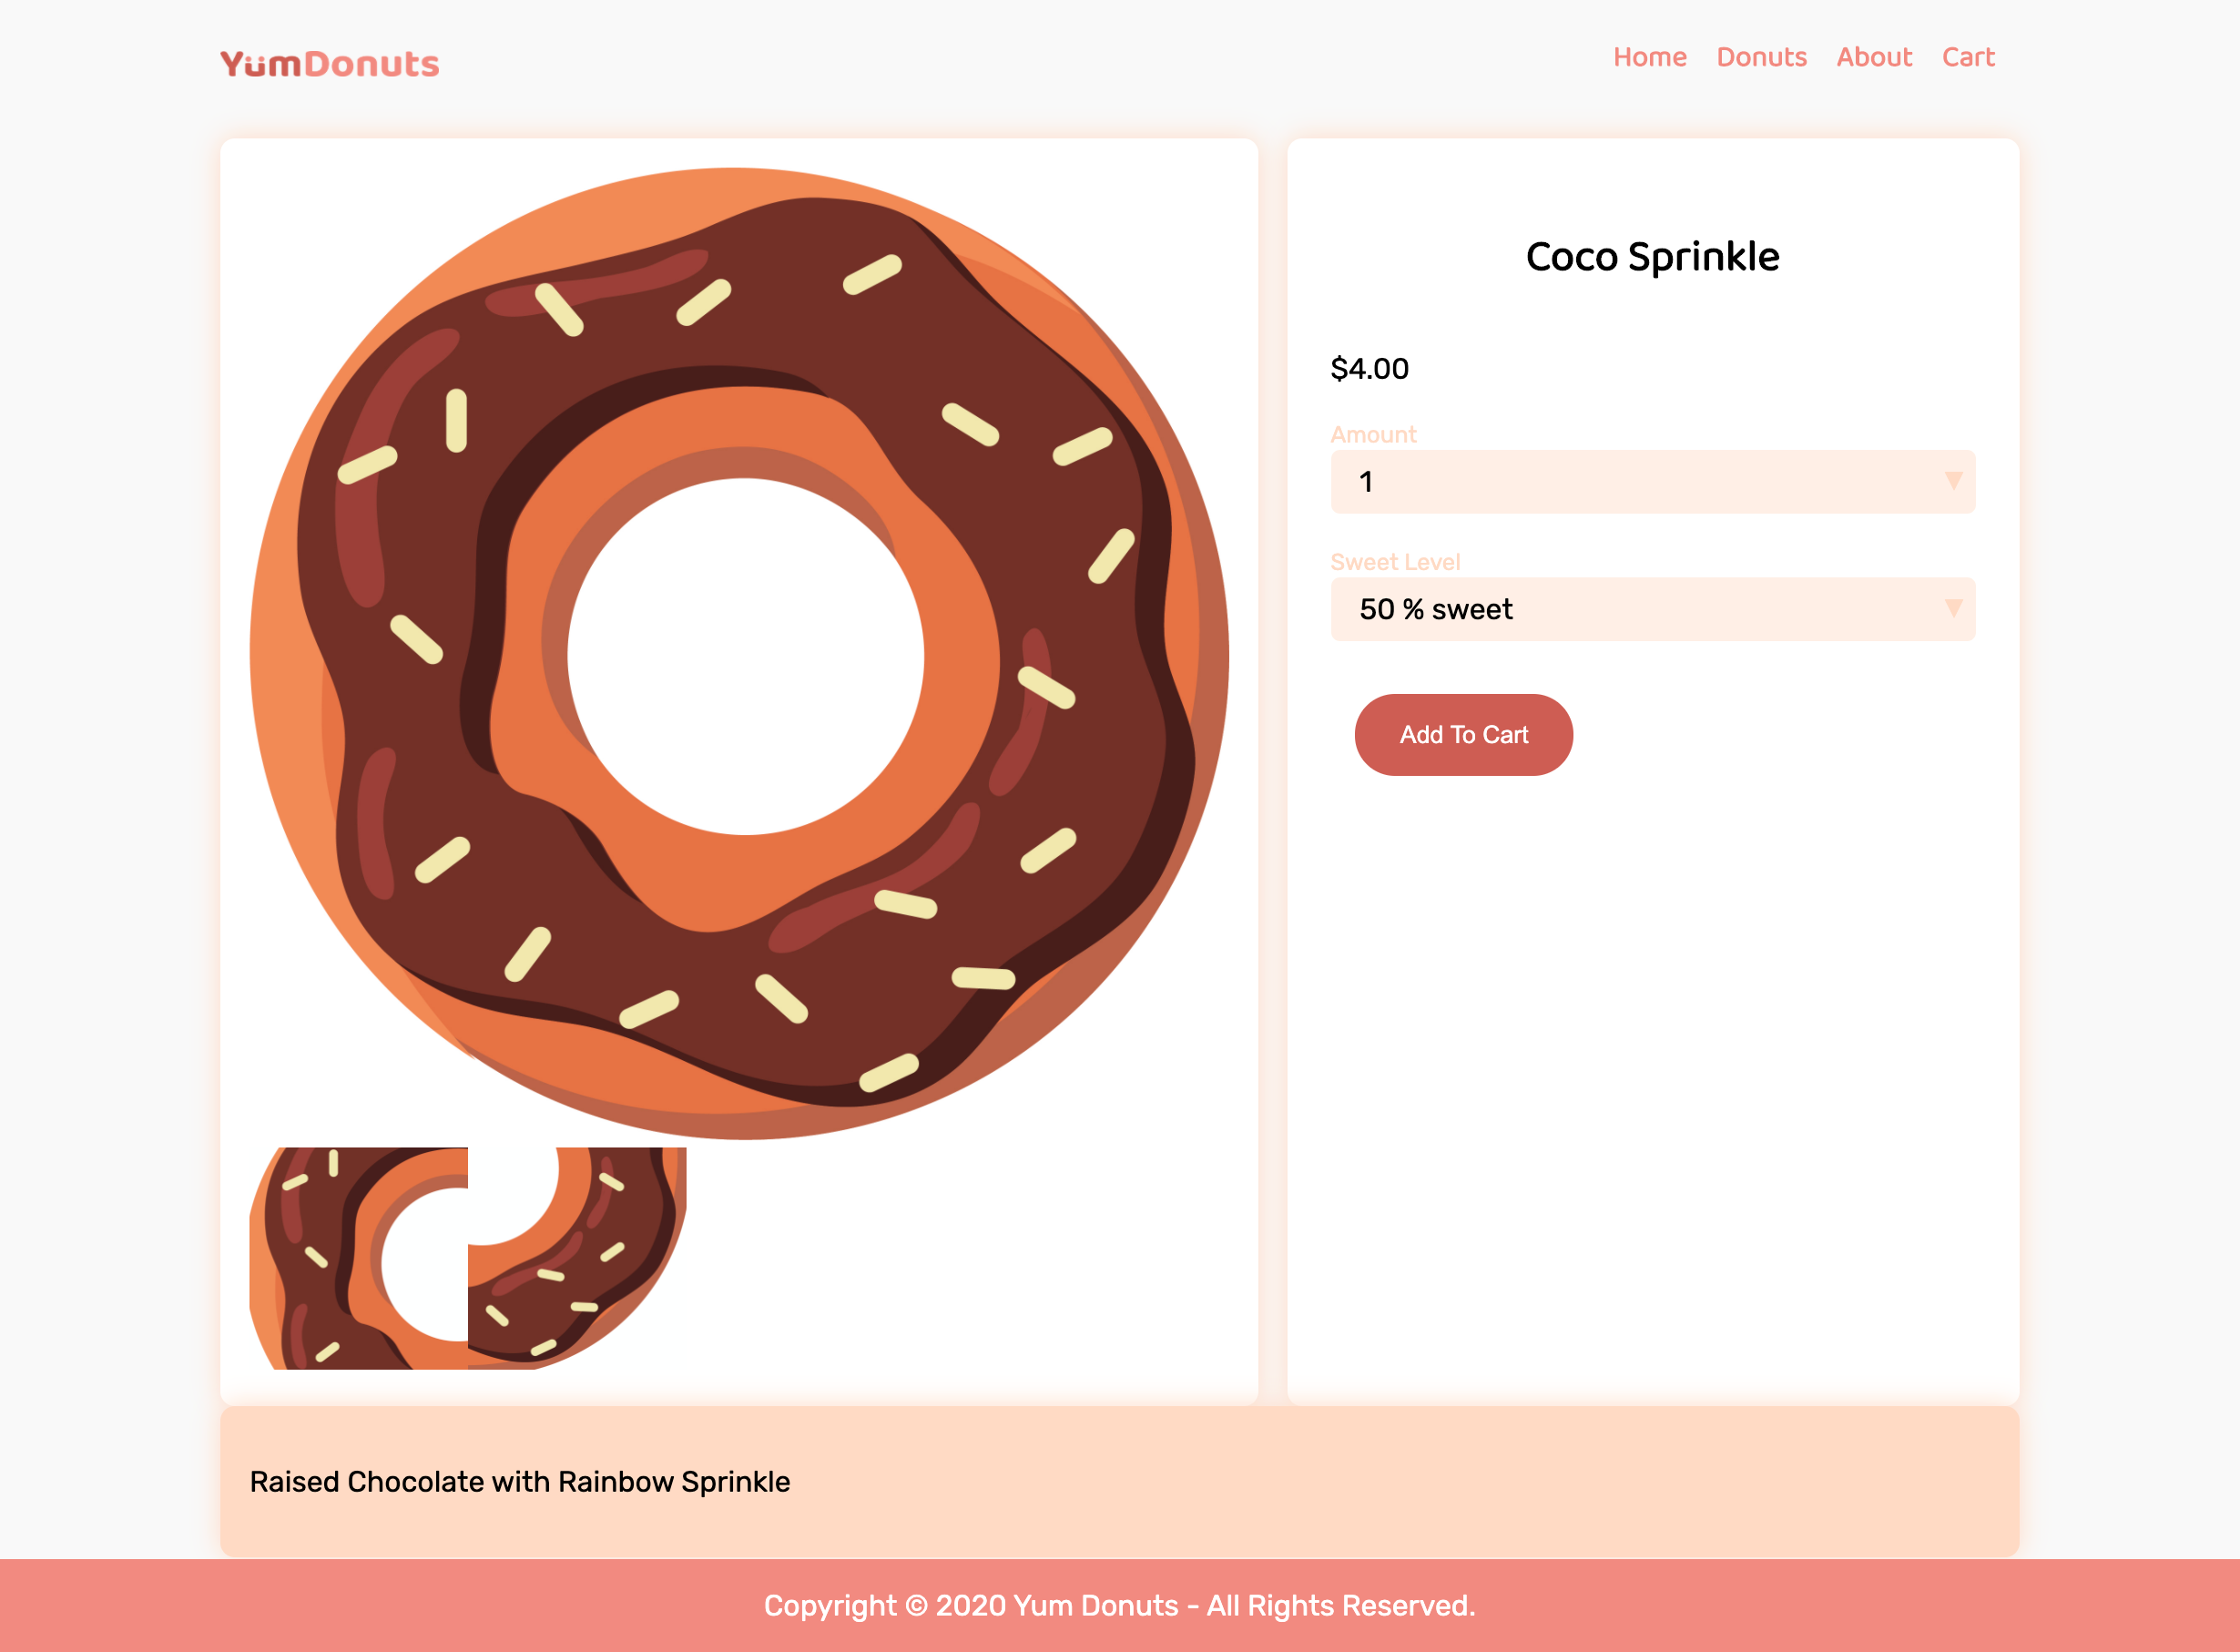 YümDonuts
Home Donuts About Cart
Coco Sprinkle
$4.00
Amount
1
Sweet Level
50 % sweet
Add To Cart
Raised Chocolate with Rainbow Sprinkle
Copyright © 2020 Yum Donuts - All Rights Reserved.